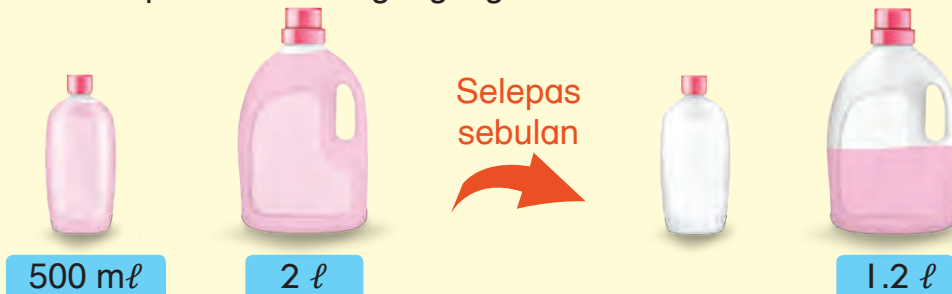 Selepas
sebulan
500 mℓ
2 ℓ
1.2 ℓ